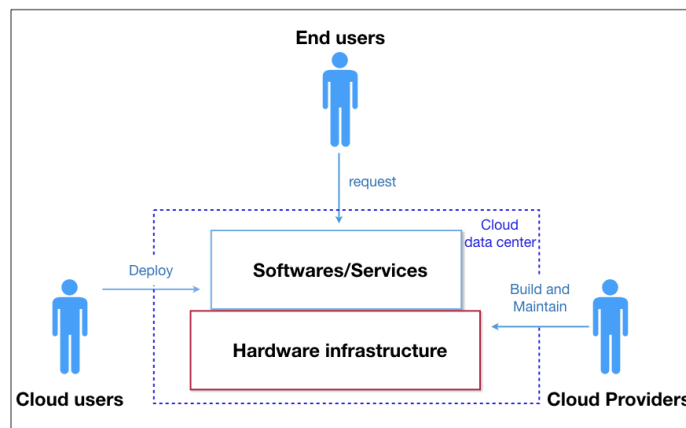 End users
request
Cloud
data center
Softwares/Services
Deploy
Build and
Maintain
Hardware infrastructure
Cloud users
Cloud Providers